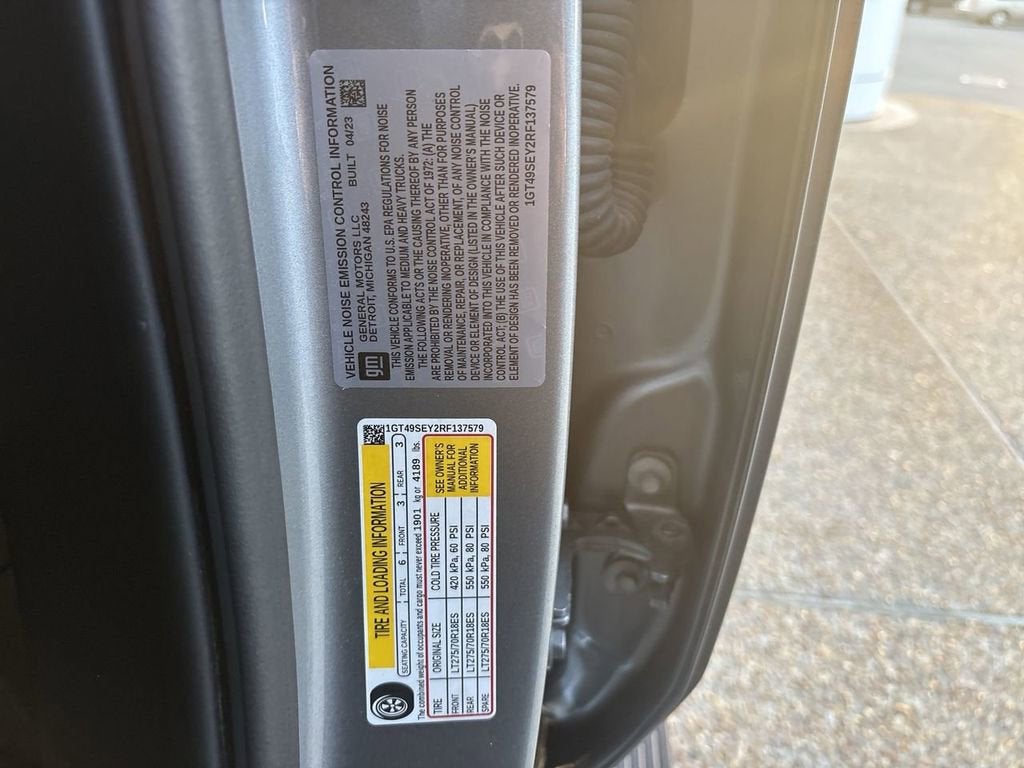 VEHICLE NOISE EMISSION CONTROL INFORMATION
gm
GENERAL MOTORS LLC
DETROIT, MICHIGAN 48243
BUILT 04/23
THIS VEHICLE CONFORMS TO U.S. EPA REGULATIONS FOR NOISE
EMISSION APPLICABLE TO MEDIUM AND HEAVY TRUCKS.
THE FOLLOWING ACTS OR THE CAUSING THEREOF BY ANY PERSON
ARE PROHIBITED BY THE NOISE CONTROL ACT OF 1972: (A) THE
REMOVAL OR RENDERING INOPERATIVE, OTHER THAN FOR PURPOSES
OF MAINTENANCE, REPAIR, OR REPLACEMENT, OF ANY NOISE CONTROL
DEVICE OR ELEMENT OF DESIGN (LISTED IN THE OWNER'S MANUAL)
INCORPORATED INTO THIS VEHICLE IN COMPLIANCE WITH THE NOISE
CONTROL ACT; (B) THE USE OF THIS VEHICLE AFTER SUCH DEVICE OR
ELEMENT OF DESIGN HAS BEEN REMOVED OR RENDERED INOPERATIVE.
1GT49SEY2RF137579
1GT49SEY2RF137579
TIRE AND LOADING INFORMATION
SEATING CAPACITY TOTAL 6 FRONT 3 REAR 3
The combined weight of occupants and cargo must never exceed 1901 kg or 4189 lbs.
TIRE ORIGINAL SIZE COLD TIRE PRESSURE
FRONT LT275/70R18ES 420 kPa, 60 PSI
REAR LT275/70R18ES 550 kPa, 80 PSI
SPARE LT275/70R18ES 550 kPa, 80 PSI
SEE OWNER'S
MANUAL FOR
ADDITIONAL
INFORMATION